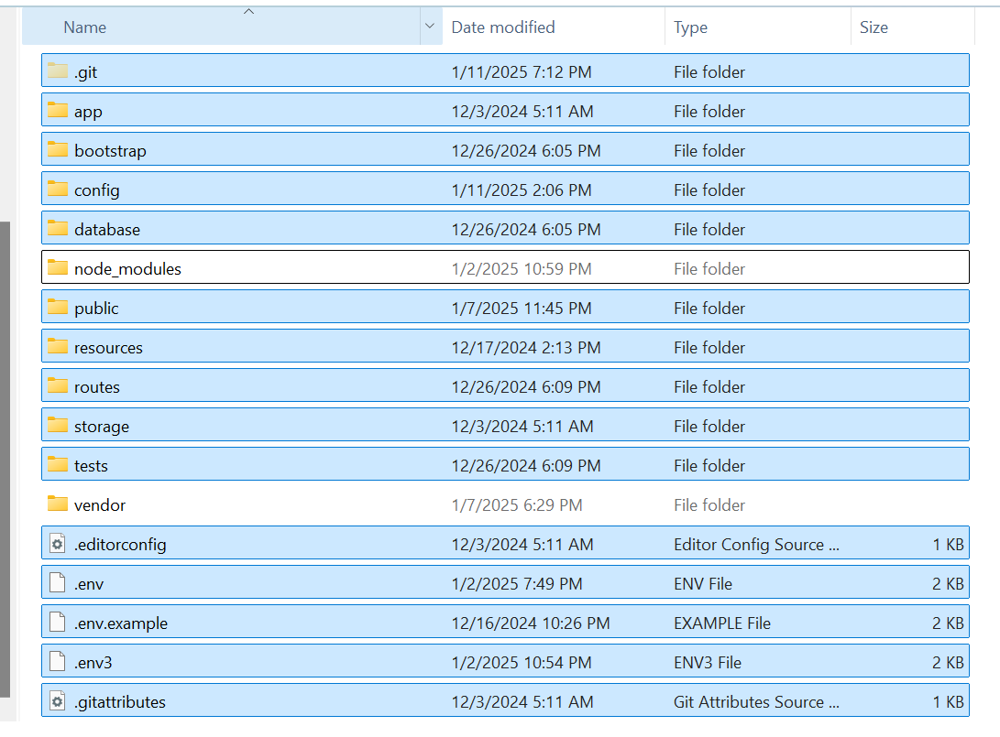 Name Date modified Type Size
.git 1/11/2025 7:12 PM File folder
app 12/3/2024 5:11 AM File folder
bootstrap 12/26/2024 6:05 PM File folder
config 1/11/2025 2:06 PM File folder
database 12/26/2024 6:05 PM File folder
node_modules 1/2/2025 10:59 PM File folder
public 1/7/2025 11:45 PM File folder
resources 12/17/2024 2:13 PM File folder
routes 12/26/2024 6:09 PM File folder
storage 12/3/2024 5:11 AM File folder
tests 12/26/2024 6:09 PM File folder
vendor 1/7/2025 6:29 PM File folder
.editorconfig 12/3/2024 5:11 AM Editor Config Source ... 1 KB
.env 1/2/2025 7:49 PM ENV File 2 KB
.env.example 12/16/2024 10:26 PM EXAMPLE File 2 KB
.env3 1/2/2025 10:54 PM ENV3 File 2 KB
.gitattributes 12/3/2024 5:11 AM Git Attributes Source ... 1 KB